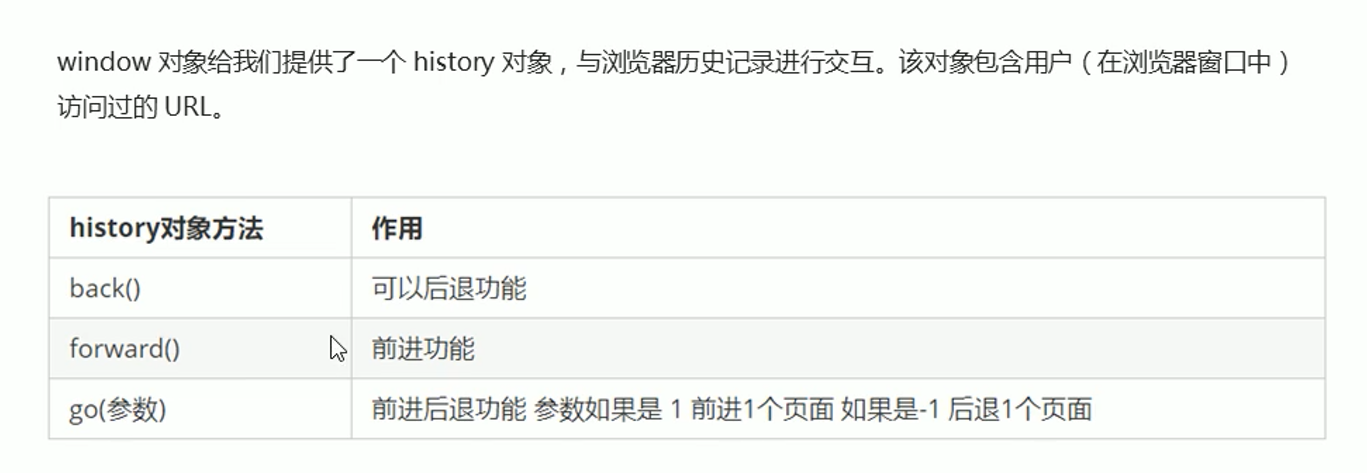 window 对象给我们提供了一个 history 对象，与浏览器历史记录进行交互。该对象包含用户（在浏览器窗口中）
访问过的 URL。
history对象方法 作用
back() 可以后退功能
forward() 前进功能
go(参数) 前进后退功能 参数如果是 1 前进1个页面 如果是-1 后退1个页面